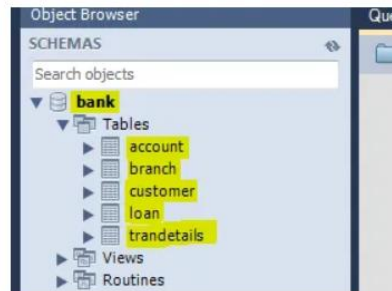 Object Browser
Qu
SCHEMAS
Search objects
bank
Tables
account
branch
customer
loan
trandetails
Views
Routines